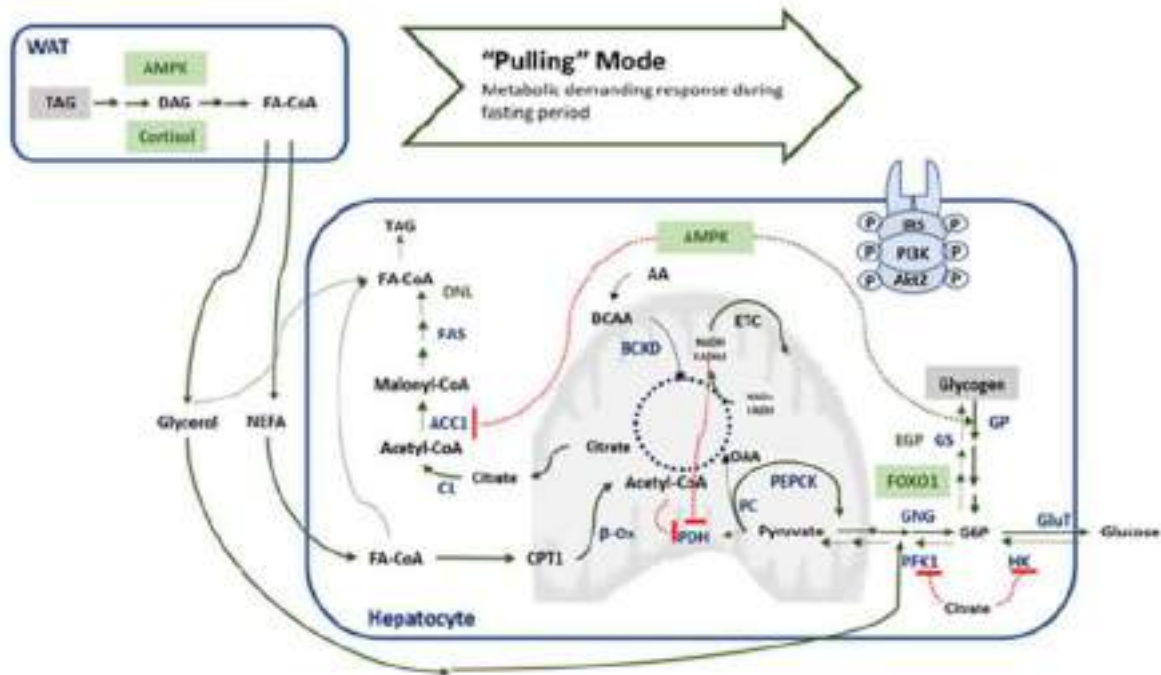 WAT
AMPK
TAG
DAG
FA-CoA
Cortisol
"Pulling" Mode
Metabolic demanding response during
fasting period
P IRS P
P PI3K P
P Akt2 P
TAG
FA-CoA
DNL
FAS
Malonyl-CoA
ACC1
Acetyl-CoA
CL
Citrate
Citrate
AMPK
AA
BCAA
BCKD
ETC
NADH
FADH2
OAA
Acetyl-CoA
PC
PEPCK
PDH
Pyruvate
β-Ox
CPT1
FA-CoA
Glycerol
NEFA
Glycogen
GP
EGP
GS
FOXO1
GNG
G6P
GluT
Glucose
PFK1
HK
Citrate
Hepatocyte